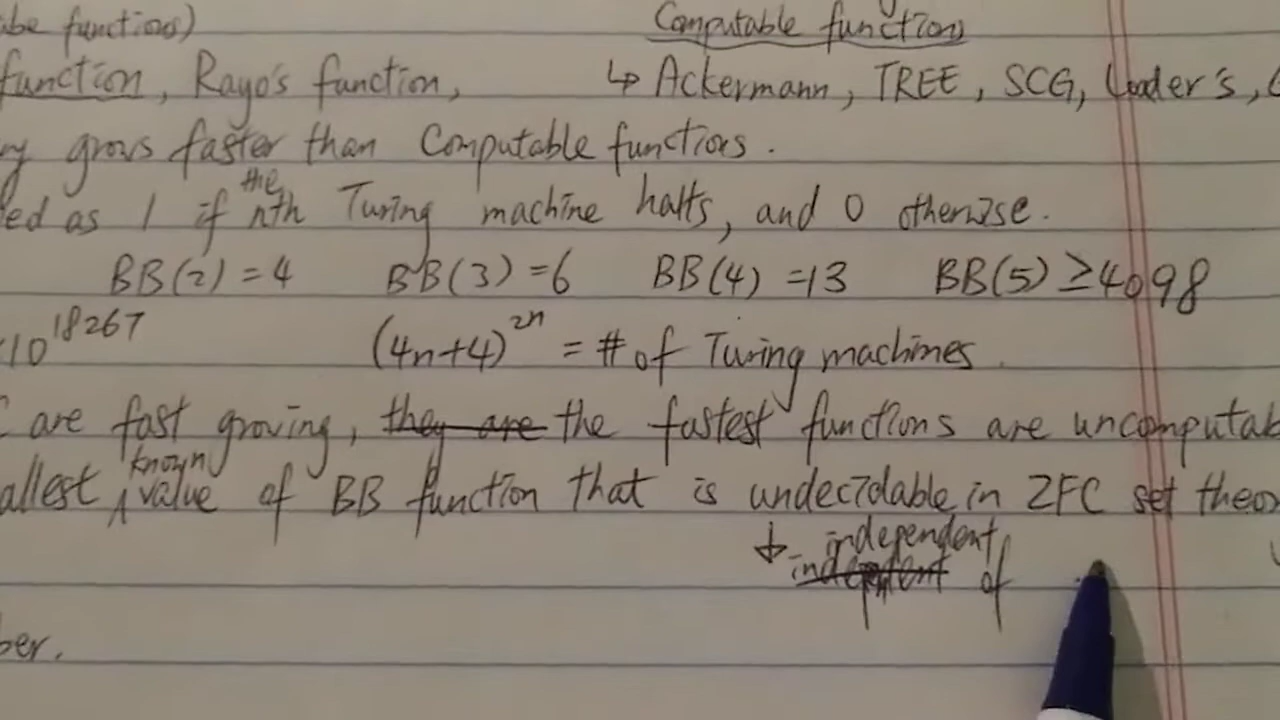 functions) Computable functions
function, Rayo's function, ↳ Ackermann, TREE, SCG, Loader's,
grows faster than Computable functions.
as 1 if the nth Turing machine halts, and 0 otherwise.
BB(2) = 4 BB(3) = 6 BB(4) = 13 BB(5) ≥ 4098
10^18267 (4n+4)^2n = # of Turing machines.
are fast growing, they are the fastest functions are uncomputab
allest known value of BB function that is undecidable in ZFC set theo
↓ independent
independent of
ber.